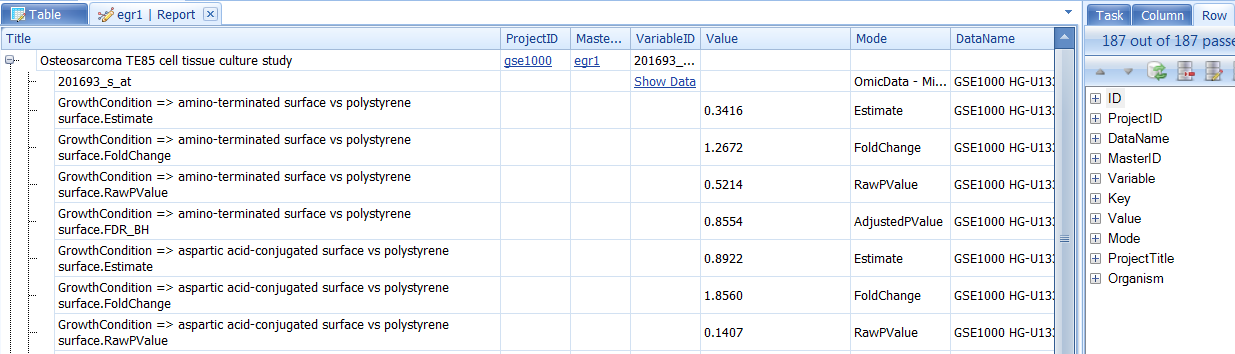 Table
egr1 | Report
Task
Column
Row
187 out of 187 passe
Title
ProjectID
Maste...
VariableID
Value
Mode
DataName
Osteosarcoma TE85 cell tissue culture study
gse1000
egr1
201693_...
201693_s_at
Show Data
OmicData - Mi...
GSE1000 HG-U133
GrowthCondition => amino-terminated surface vs polystyrene
surface.Estimate
0.3416
Estimate
GSE1000 HG-U133
GrowthCondition => amino-terminated surface vs polystyrene
surface.FoldChange
1.2672
FoldChange
GSE1000 HG-U133
GrowthCondition => amino-terminated surface vs polystyrene
surface.RawPValue
0.5214
RawPValue
GSE1000 HG-U133
GrowthCondition => amino-terminated surface vs polystyrene
surface.FDR_BH
0.8554
AdjustedPValue
GSE1000 HG-U133
GrowthCondition => aspartic acid-conjugated surface vs polystyrene
surface.Estimate
0.8922
Estimate
GSE1000 HG-U133
GrowthCondition => aspartic acid-conjugated surface vs polystyrene
surface.FoldChange
1.8560
FoldChange
GSE1000 HG-U133
GrowthCondition => aspartic acid-conjugated surface vs polystyrene
surface.RawPValue
0.1407
RawPValue
GSE1000 HG-U133
ID
ProjectID
DataName
MasterID
Variable
Key
Value
Mode
ProjectTitle
Organism